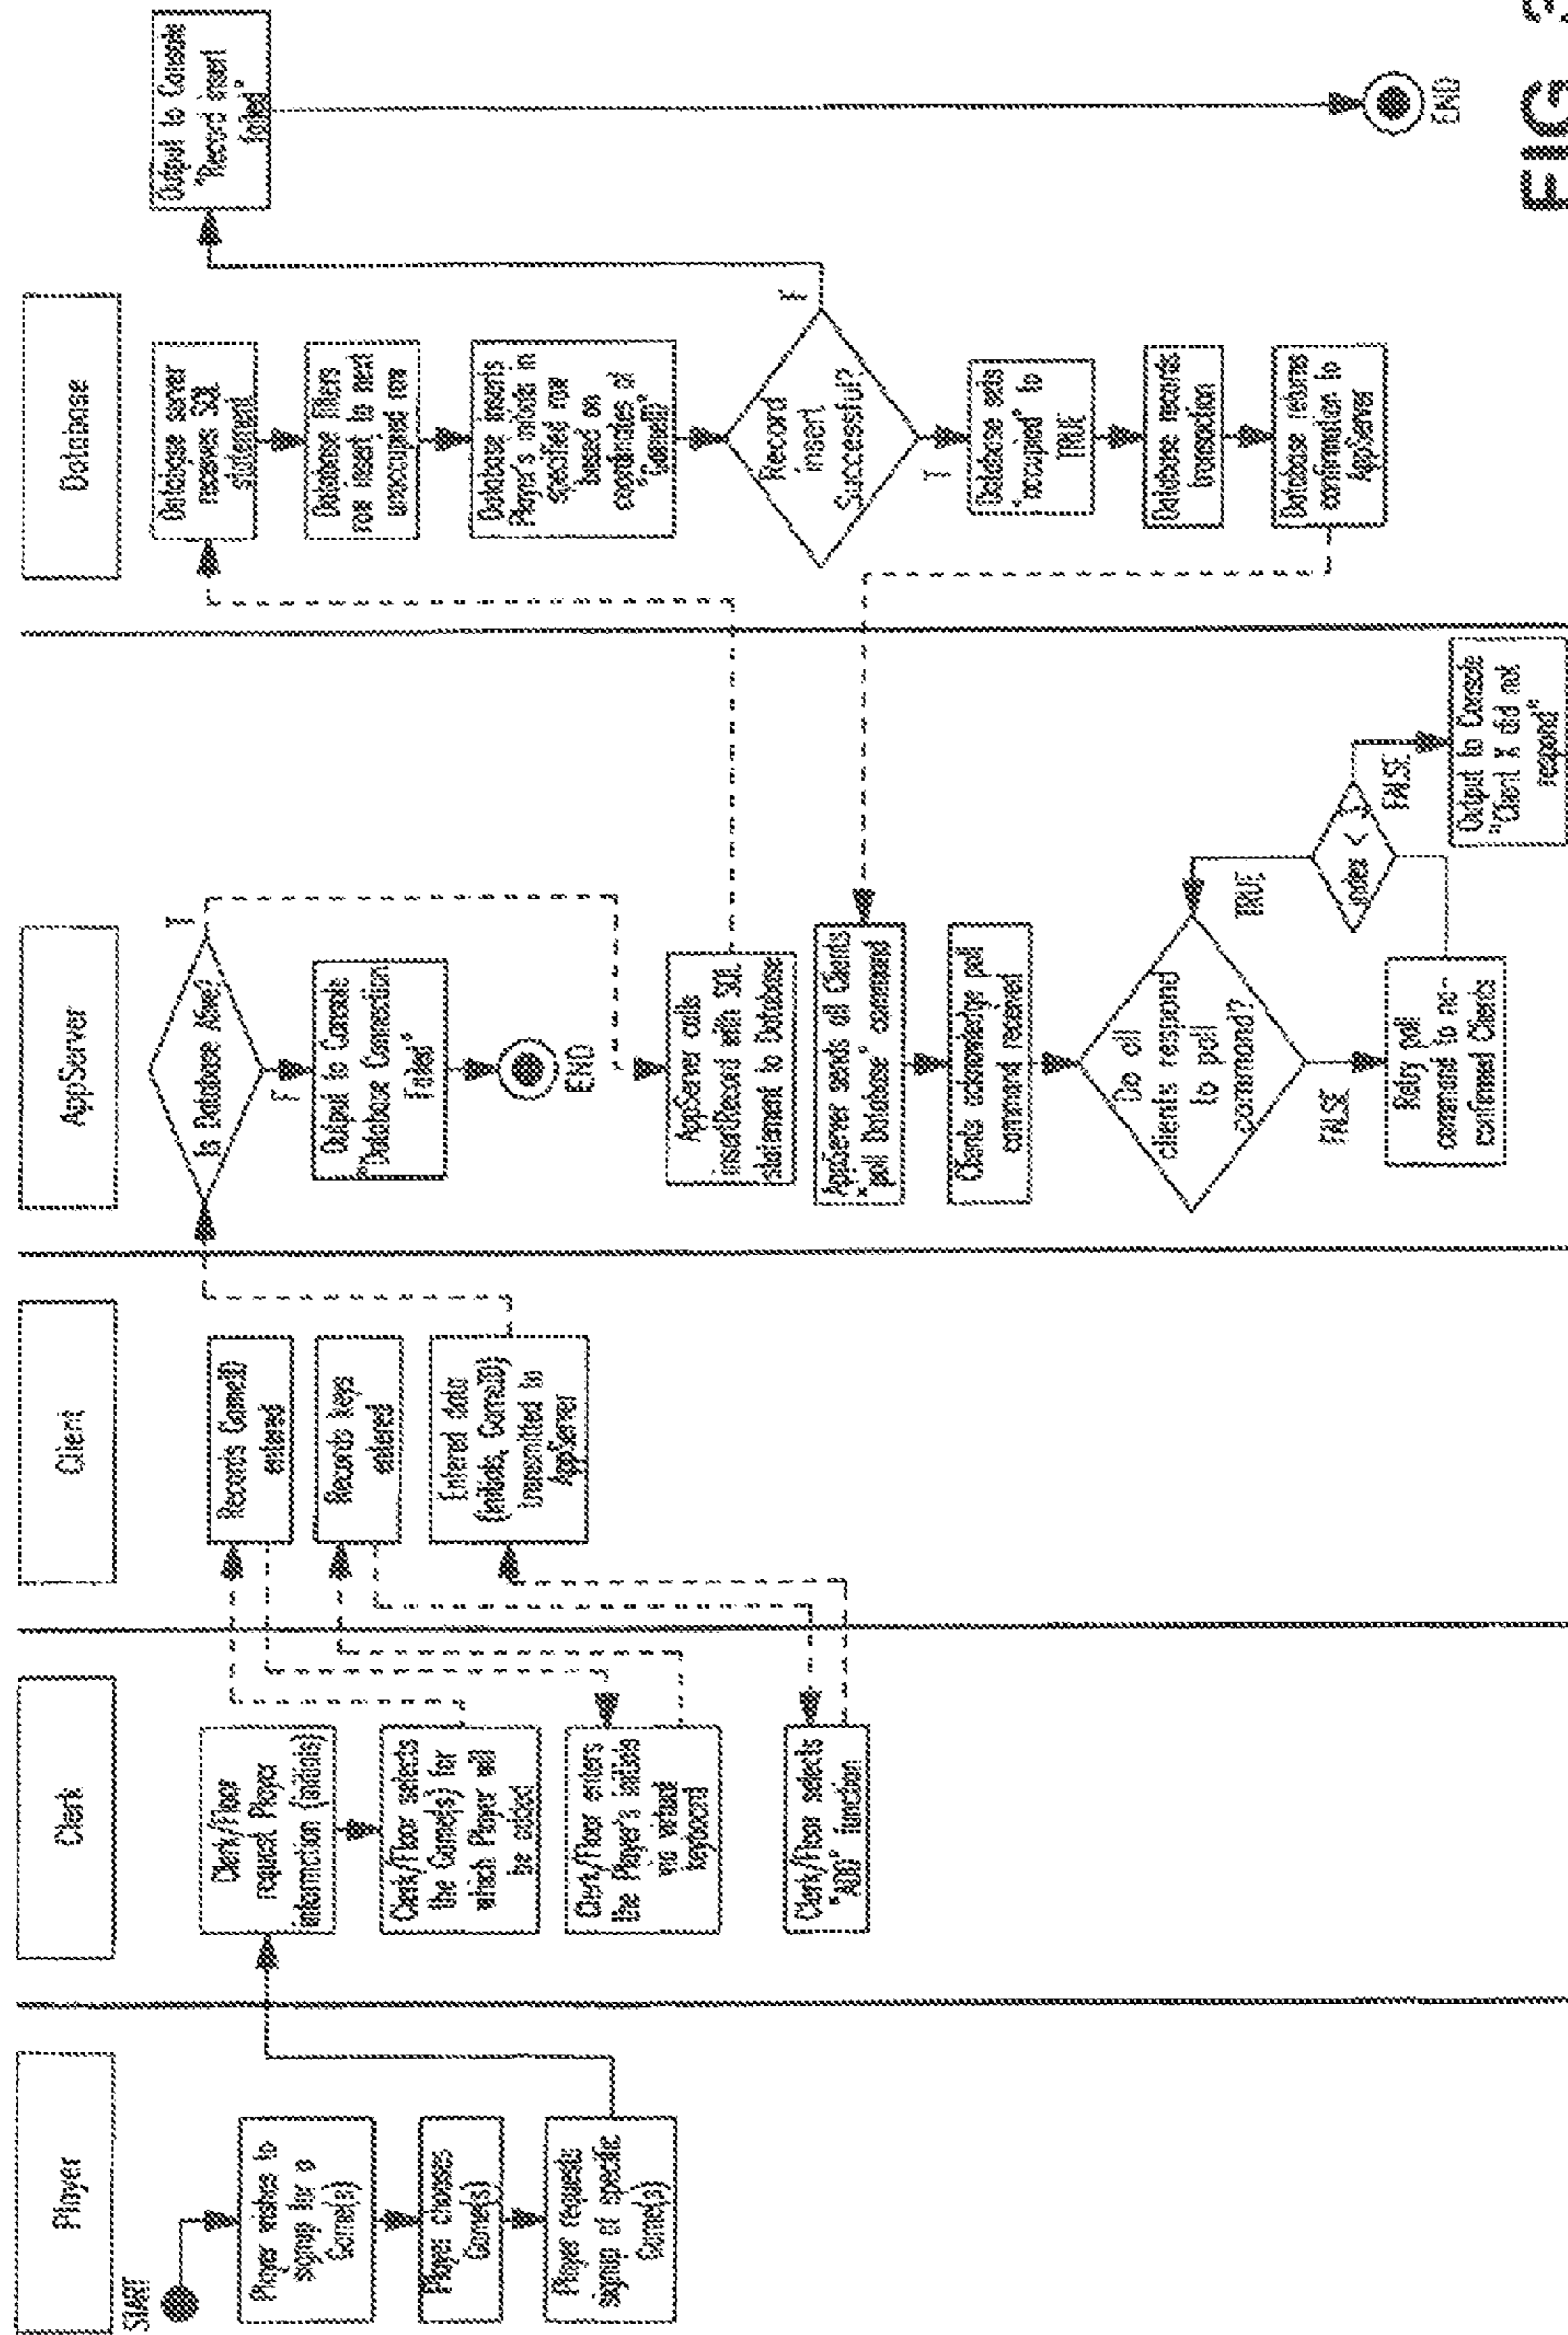 Player
START
Player wishes to
signup for a
Game(s)
Player chooses
Game(s)
Player requests
signup of specific
Game(s)
Clerk
Clerk/Floor
request Player
information (initials)
Clerk/Floor selects
the Game(s) for
which Player will
be added
Clerk/Floor enters
the Player's initials
via virtual
keyboard
Clerk/Floor selects
"ADD" function
Client
Records GameID
entered
Records keys
entered
Entered data
(initials, GameID)
transmitted to
AppServer
AppServer
Is Database Alive?
T
F
Output to Console
"Database Connection
Failed"
END
AppServer calls
insertRecord with SQL
statement to Database
AppServer sends all Clients
"poll Database" command
Clients acknowledge poll
command received
Do all
clients respond
to poll
command?
TRUE
FALSE
Retry poll
command to no-
confirmed Clients
index <
FALSE
Output to Console
"Client X did not
respond"
Database
Database server
receives SQL
statement
Database filters
row insert to next
unoccupied row
Database inserts
Player's initials in
specified row
based on
coordinates of
"GameID"
Record
insert
Successful?
F
T
Database sets
"occupied" to
TRUE
Database records
transaction
Database returns
confirmation to
AppServer
Output to Console
"Record insert
failed"
END
FIG. 3